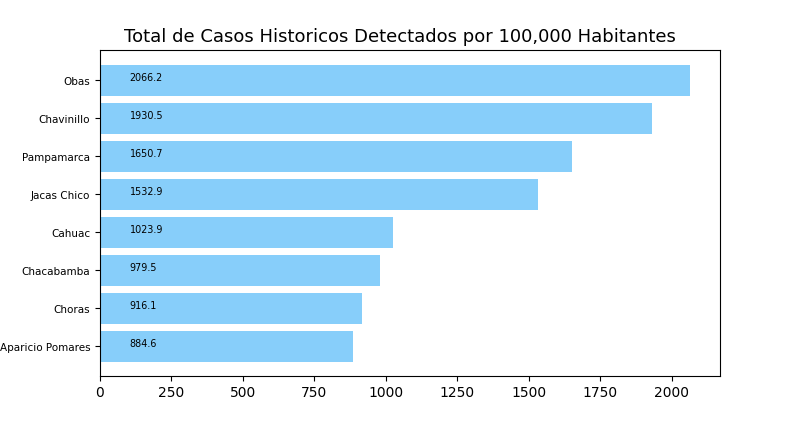 Total de Casos Historicos Detectados por 100,000 Habitantes
Obas 2066.2
Chavinillo 1930.5
Pampamarca 1650.7
Jacas Chico 1532.9
Cahuac 1023.9
Chacabamba 979.5
Choras 916.1
Aparicio Pomares 884.6
0 250 500 750 1000 1250 1500 1750 2000